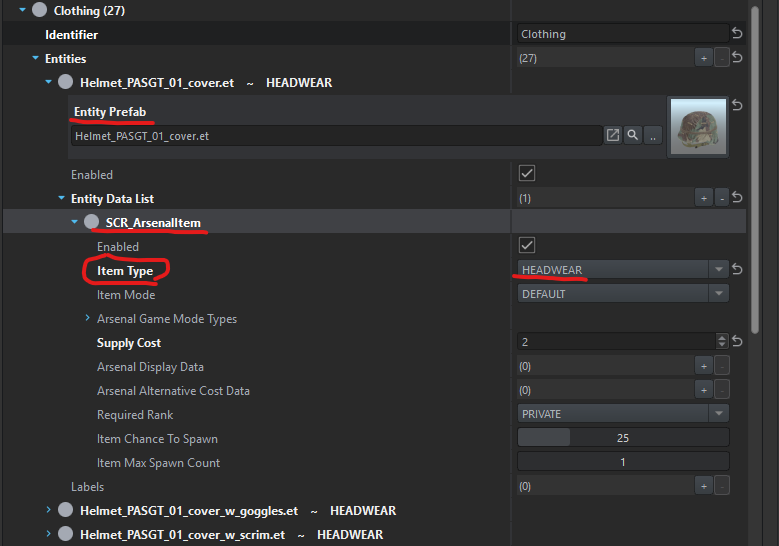 Clothing (27)
Identifier Clothing
Entities (27)
Helmet_PASGT_01_cover.et ~ HEADWEAR
Entity Prefab
Helmet_PASGT_01_cover.et ..
Enabled
Entity Data List (1) + -
SCR_ArsenalItem
Enabled
Item Type HEADWEAR
Item Mode DEFAULT
Arsenal Game Mode Types
Supply Cost 2
Arsenal Display Data (0) + -
Arsenal Alternative Cost Data (0) + -
Required Rank PRIVATE
Item Chance To Spawn 25
Item Max Spawn Count 1
Labels (0) + -
Helmet_PASGT_01_cover_w_goggles.et ~ HEADWEAR
Helmet_PASGT_01_cover_w_scrim.et ~ HEADWEAR